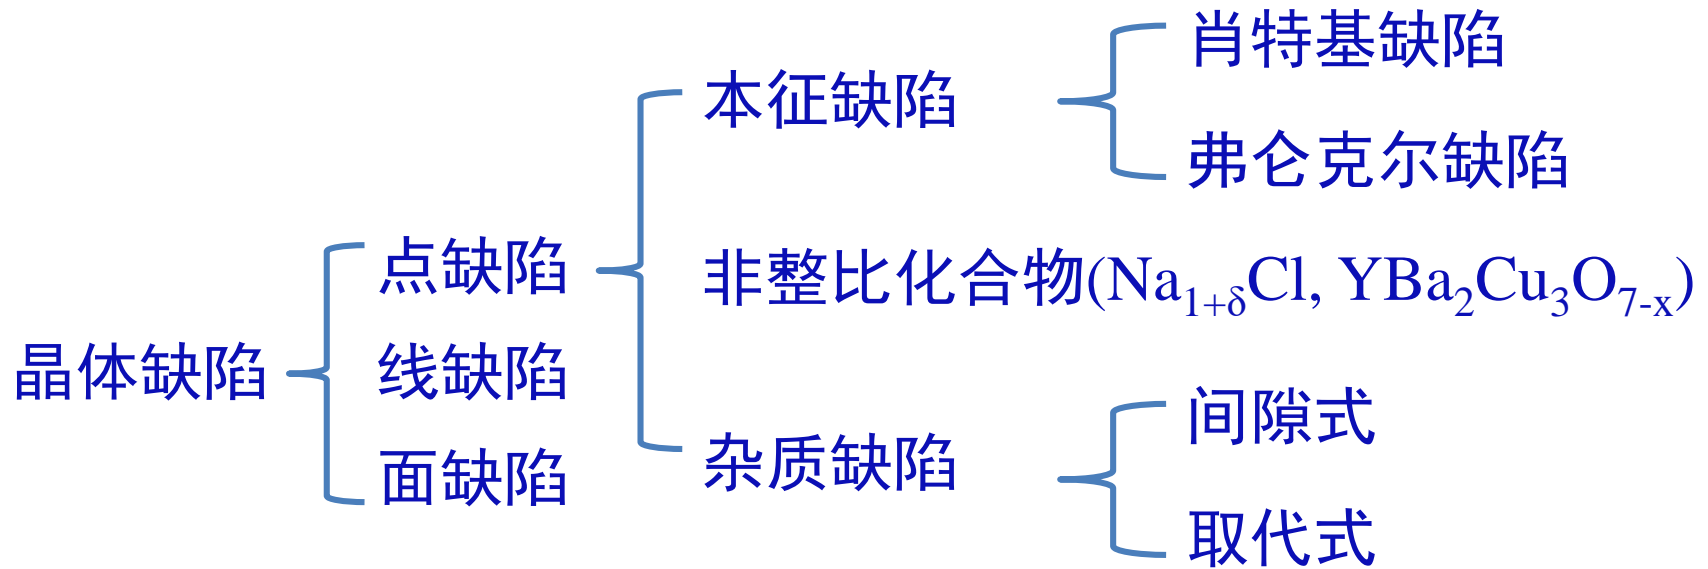 肖特基缺陷
本征缺陷
弗仑克尔缺陷
点缺陷
非整比化合物(Na₁₊δCl, YBa₂Cu₃O₇₋ₓ)
晶体缺陷
线缺陷
间隙式
面缺陷
杂质缺陷
取代式